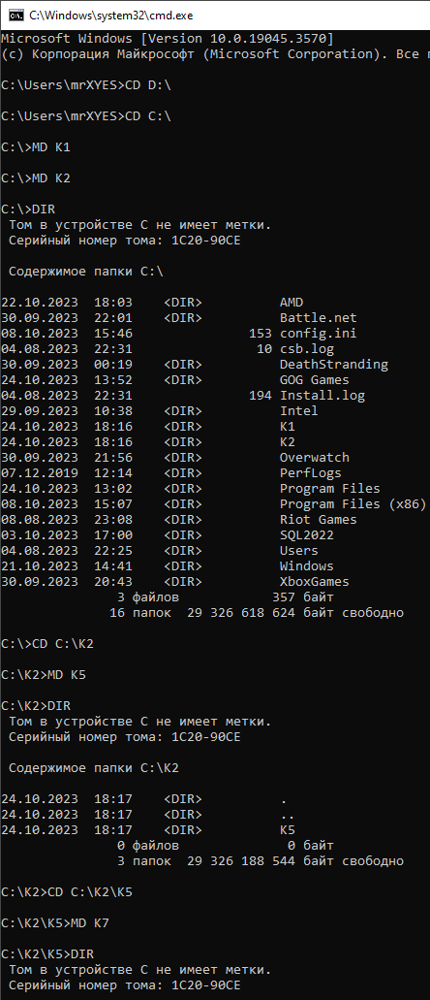 C:\Windows\system32\cmd.exe
Microsoft Windows [Version 10.0.19045.3570]
(c) Корпорация Майкрософт (Microsoft Corporation). Все
C:\Users\mrXYES>CD D:\
C:\Users\mrXYES>CD C:\
C:\>MD K1
C:\>MD K2
C:\>DIR
Том в устройстве C не имеет метки.
Серийный номер тома: 1C20-90CE
Содержимое папки C:\
22.10.2023  18:03    <DIR>          AMD
30.09.2023  22:01    <DIR>          Battle.net
08.10.2023  15:46               153 config.ini
04.08.2023  22:31                10 csb.log
30.09.2023  00:19    <DIR>          DeathStranding
24.10.2023  13:52    <DIR>          GOG Games
04.08.2023  22:31               194 Install.log
29.09.2023  10:38    <DIR>          Intel
24.10.2023  18:16    <DIR>          K1
24.10.2023  18:16    <DIR>          K2
30.09.2023  21:56    <DIR>          Overwatch
07.12.2019  12:14    <DIR>          PerfLogs
24.10.2023  13:02    <DIR>          Program Files
08.10.2023  15:07    <DIR>          Program Files (x86)
08.08.2023  23:08    <DIR>          Riot Games
03.10.2023  17:00    <DIR>          SQL2022
04.08.2023  22:25    <DIR>          Users
21.10.2023  14:41    <DIR>          Windows
30.09.2023  20:43    <DIR>          XboxGames
3 файлов            357 байт
16 папок  29 326 618 624 байт свободно
C:\>CD C:\K2
C:\K2>MD K5
C:\K2>DIR
Том в устройстве C не имеет метки.
Серийный номер тома: 1C20-90CE
Содержимое папки C:\K2
24.10.2023  18:17    <DIR>          .
24.10.2023  18:17    <DIR>          ..
24.10.2023  18:17    <DIR>          K5
0 файлов              0 байт
3 папок  29 326 188 544 байт свободно
C:\K2>CD C:\K2\K5
C:\K2\K5>MD K7
C:\K2\K5>DIR
Том в устройстве C не имеет метки.
Серийный номер тома: 1C20-90CE